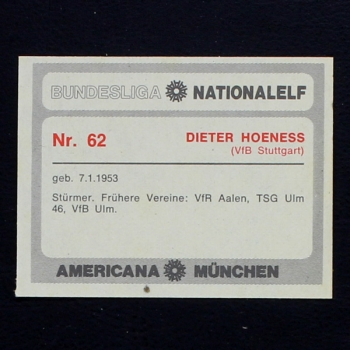 BUNDESLIGA NATIONALELF
Nr. 62 DIETER HOENESS
(VfB Stuttgart)
geb. 7.1.1953
Stürmer. Frühere Vereine: VfR Aalen, TSG Ulm
46, VfB Ulm.
AMERICANA MÜNCHEN